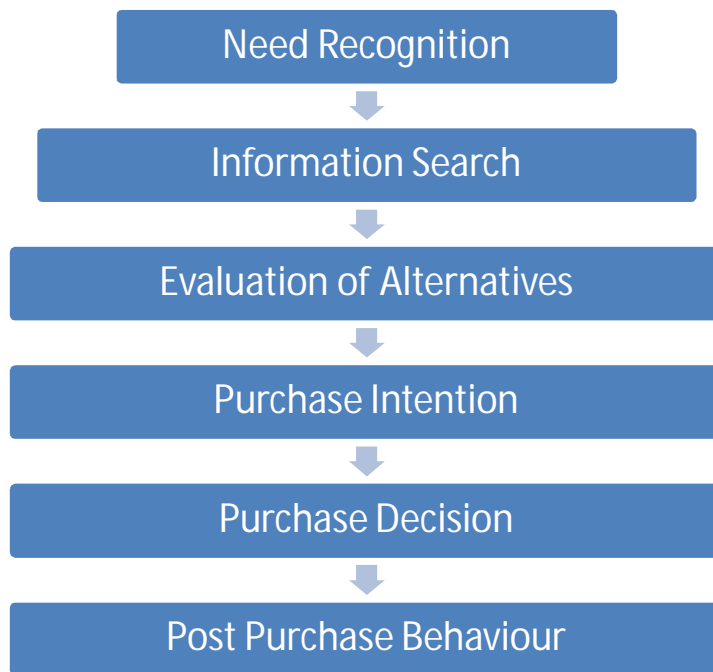 Need Recognition
Information Search
Evaluation of Alternatives
Purchase Intention
Purchase Decision
Post Purchase Behaviour